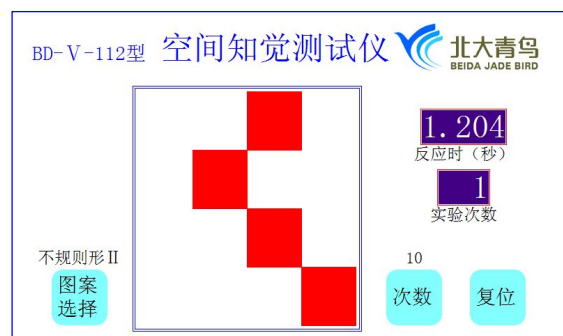 BD-Ⅴ-112型 空间知觉测试仪 北大青鸟
BEIDA JADE BIRD
1.204
反应时（秒）
1
实验次数
不规则形Ⅱ
图案
选择
10
次数
复位